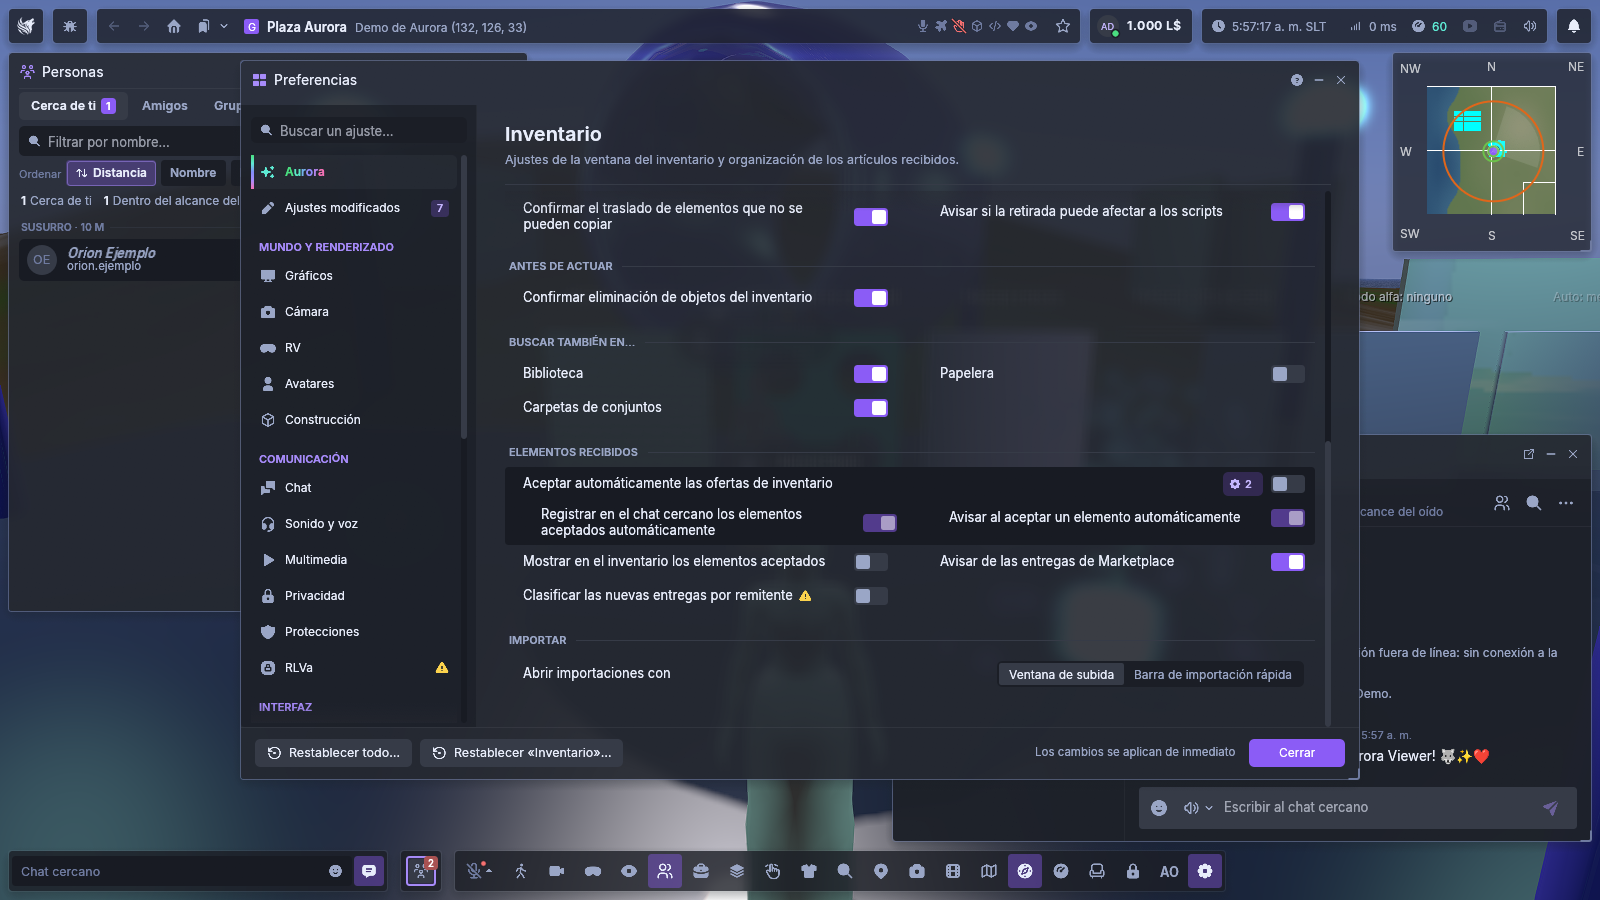 Plaza Aurora Demo de Aurora (132, 126, 33)
AD 1.000 L$
5:57:17 a. m. SLT 0 ms 60
Personas
Cerca de ti 1 Amigos Grup
Filtrar por nombre...
Ordenar Distancia Nombre
1 Cerca de ti 1 Dentro del alcance del
SUSURRO · 10 M
OE Orion Ejemplo
orion.ejemplo
Preferencias
Buscar un ajuste...
Aurora
Ajustes modificados 7
MUNDO Y RENDERIZADO
Gráficos
Cámara
RV
Avatares
Construcción
COMUNICACIÓN
Chat
Sonido y voz
Multimedia
Privacidad
Protecciones
RLVa
INTERFAZ
Inventario
Ajustes de la ventana del inventario y organización de los artículos recibidos.
Confirmar el traslado de elementos que no se
pueden copiar
Avisar si la retirada puede afectar a los scripts
ANTES DE ACTUAR
Confirmar eliminación de objetos del inventario
BUSCAR TAMBIÉN EN...
Biblioteca
Papelera
Carpetas de conjuntos
ELEMENTOS RECIBIDOS
Aceptar automáticamente las ofertas de inventario 2
Registrar en el chat cercano los elementos
aceptados automáticamente
Avisar al aceptar un elemento automáticamente
Mostrar en el inventario los elementos aceptados
Avisar de las entregas de Marketplace
Clasificar las nuevas entregas por remitente
IMPORTAR
Abrir importaciones con
Ventana de subida Barra de importación rápida
Restablecer todo... Restablecer «Inventario»...
Los cambios se aplican de inmediato Cerrar
NW N NE
W E
SW S SE
do alfa: ninguno Auto: m
cance del oído
ón fuera de línea: sin conexión a la
Demo.
5:57 a. m.
rora Viewer! 🐺✨❤️
Escribir al chat cercano
Chat cercano
2
AO